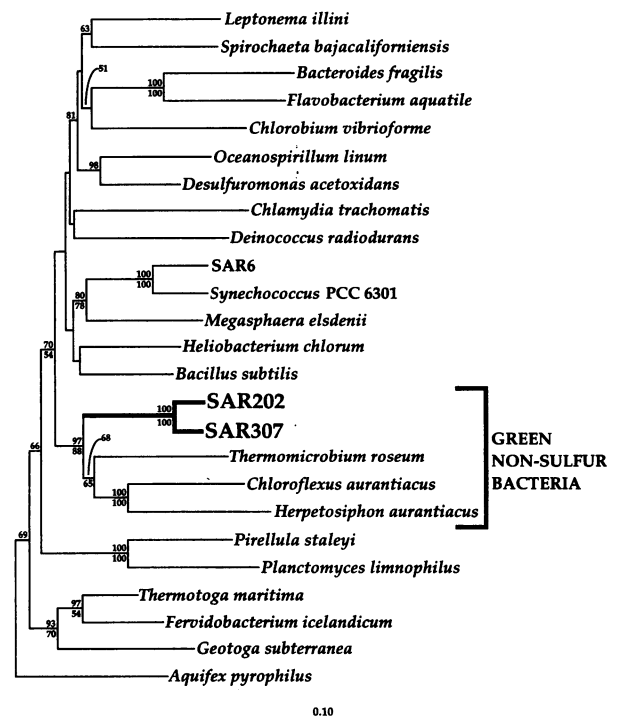 63
Leptonema illini
Spirochaeta bajacaliforniensis
51
Bacteroides fragilis
100
100
Flavobacterium aquatile
81
Chlorobium vibrioforme
98
Oceanospirillum linum
Desulfuromonas acetoxidans
Chlamydia trachomatis
Deinococcus radiodurans
SAR6
100
100
Synechococcus PCC 6301
80
78
Megasphaera elsdenii
70
54
Heliobacterium chlorum
Bacillus subtilis
SAR202
100
100
SAR307
97
88
68
GREEN
NON-SULFUR
BACTERIA
66
Thermomicrobium roseum
65
Chloroflexus aurantiacus
100
100
Herpetosiphon aurantiacus
69
Pirellula staleyi
100
100
Planctomyces limnophilus
Thermotoga maritima
97
54
Fervidobacterium icelandicum
93
70
Geotoga subterranea
Aquifex pyrophilus
0.10